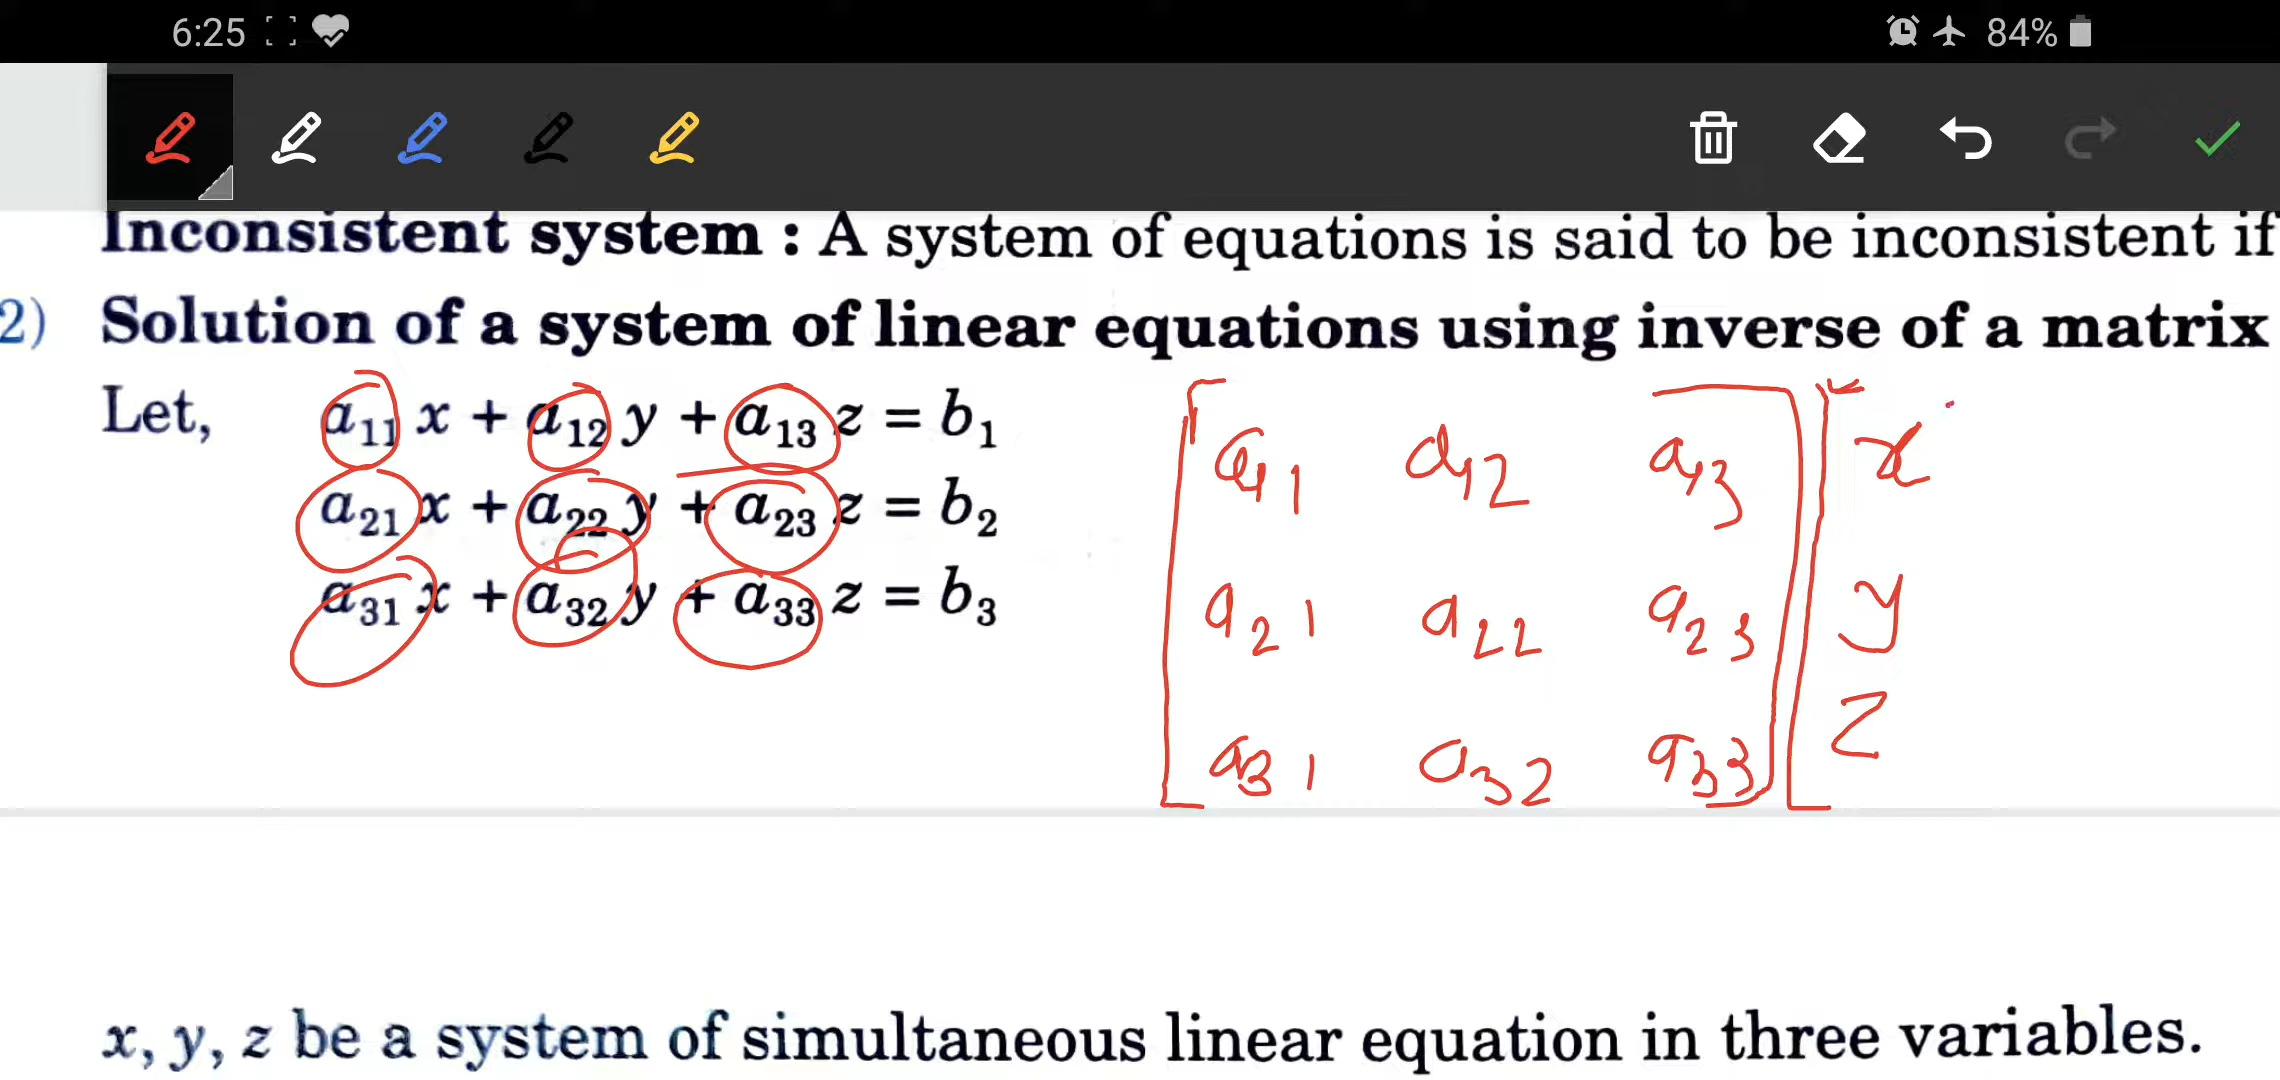 6:25 84%
Inconsistent system : A system of equations is said to be inconsistent if
2) Solution of a system of linear equations using inverse of a matrix
Let, a₁₁ x + a₁₂ y + a₁₃ z = b₁
a₂₁ x + a₂₂ y + a₂₃ z = b₂
a₃₁ x + a₃₂ y + a₃₃ z = b₃
a₁₁ a₁₂ a₁₃ x
a₂₁ a₂₂ a₂₃ y
z
a₃₁ a₃₂ a₃₃
x, y, z be a system of simultaneous linear equation in three variables.